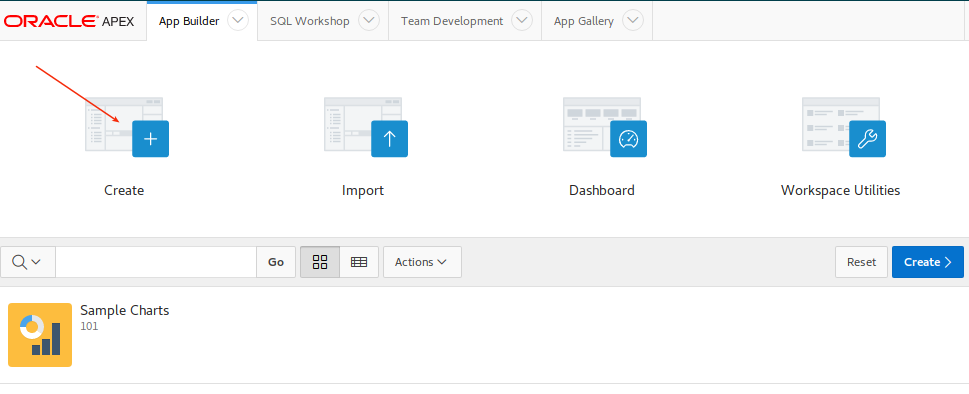 ORACLE APEX App Builder SQL Workshop Team Development App Gallery
Create Import Dashboard Workspace Utilities
Go Actions Reset Create
Sample Charts
101